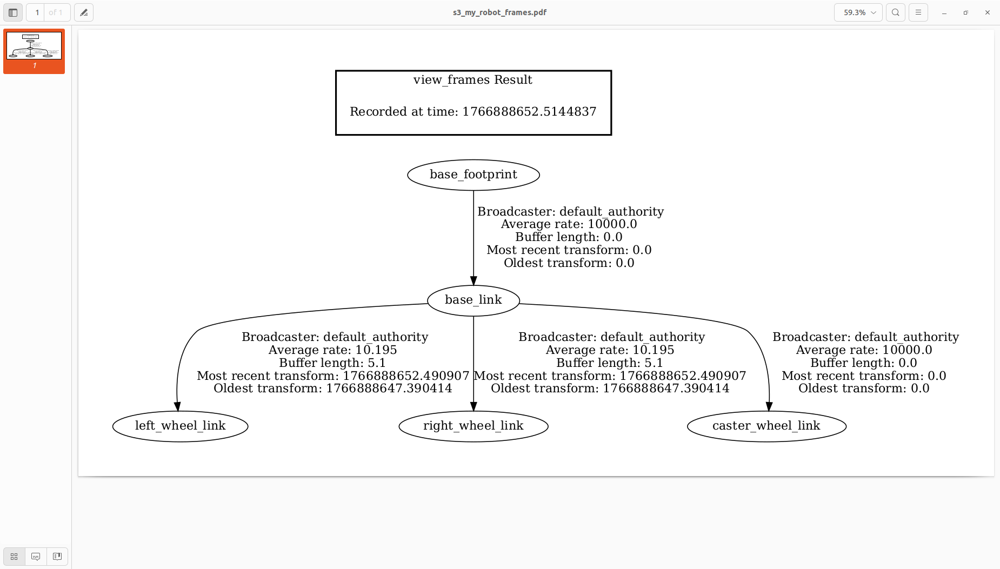 1
of 1
s3_my_robot_frames.pdf
59.3%
1
view_frames Result
Recorded at time: 1766888652.5144837
base_footprint
Broadcaster: default_authority
Average rate: 10000.0
Buffer length: 0.0
Most recent transform: 0.0
Oldest transform: 0.0
base_link
Broadcaster: default_authority
Average rate: 10.195
Buffer length: 5.1
Most recent transform: 1766888652.490907
Oldest transform: 1766888647.390414
Broadcaster: default_authority
Average rate: 10.195
Buffer length: 5.1
Most recent transform: 1766888652.490907
Oldest transform: 1766888647.390414
Broadcaster: default_authority
Average rate: 10000.0
Buffer length: 0.0
Most recent transform: 0.0
Oldest transform: 0.0
left_wheel_link
right_wheel_link
caster_wheel_link